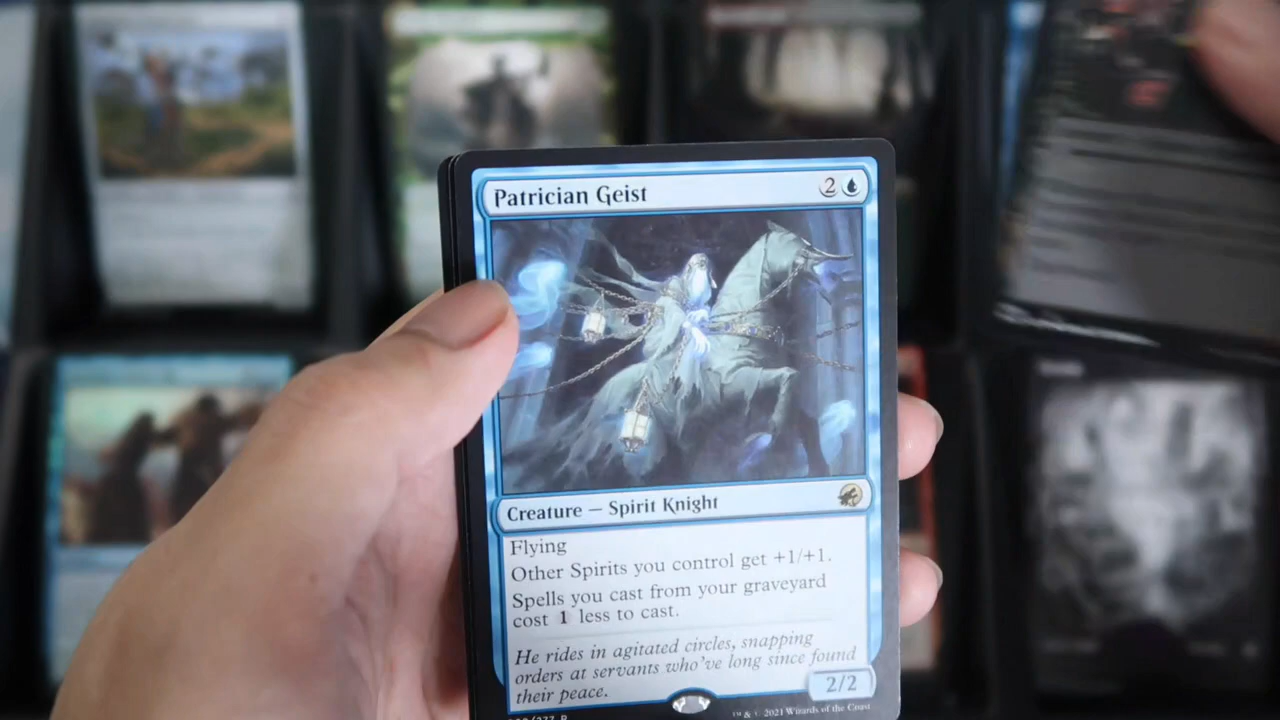 Patrician Geist 2
Creature — Spirit Knight
Flying
Other Spirits you control get +1/+1.
Spells you cast from your graveyard
cost 1 less to cast.
He rides in agitated circles, snapping
orders at servants who've long since found
their peace.
2/2
™ & © 2021 Wizards of the Coast